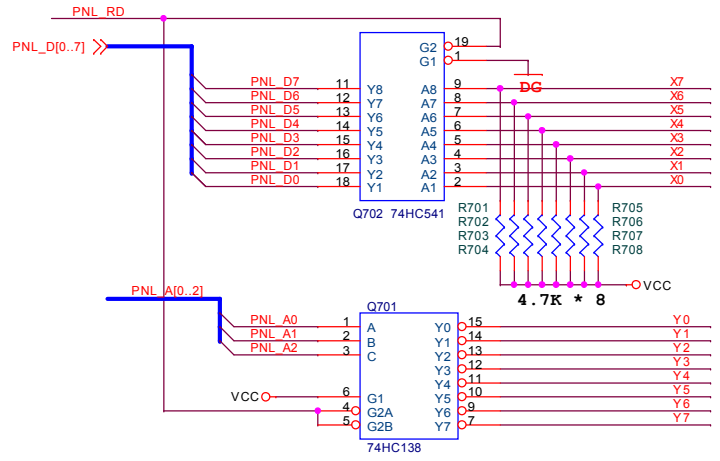 PNL_RD
PNL_D[0..7]
G2 19
G1 1
DG
PNL_D7 11 Y8 A8 9 X7
PNL_D6 12 Y7 A7 8 X6
PNL_D5 13 Y6 A6 7 X5
PNL_D4 14 Y5 A5 6 X4
PNL_D3 15 Y4 A4 5 X3
PNL_D2 16 Y3 A3 4 X2
PNL_D1 17 Y2 A2 3 X1
PNL_D0 18 Y1 A1 2 X0
Q702 74HC541
R701 R705
R702 R706
R703 R707
R704 R708
VCC
4.7K * 8
PNL_A[0..2]
Q701
PNL_A0 1 A Y0 15 Y0
PNL_A1 2 B Y1 14 Y1
PNL_A2 3 C Y2 13 Y2
Y3 12 Y3
Y4 11 Y4
VCC 6 G1 Y5 10 Y5
4 G2A Y6 9 Y6
5 G2B Y7 7 Y7
74HC138